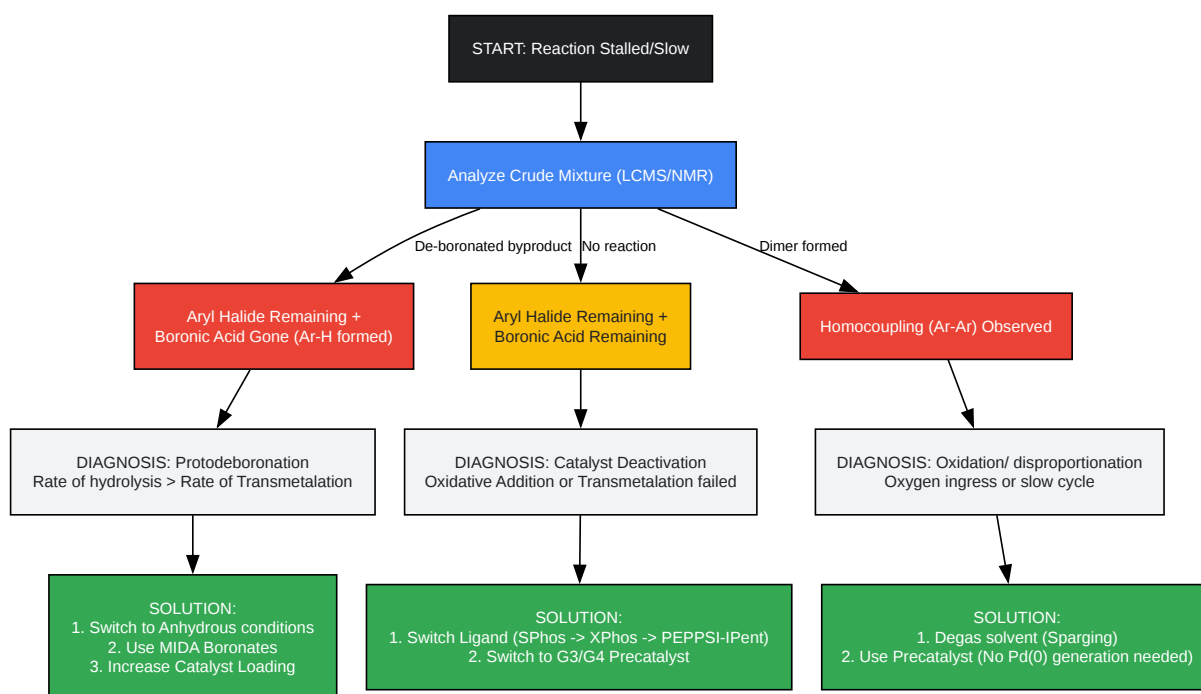 START: Reaction Stalled/Slow
Analyze Crude Mixture (LCMS/NMR)
De-boronated byproduct
No reaction
Dimer formed
Aryl Halide Remaining +
Boronic Acid Gone (Ar-H formed)
Aryl Halide Remaining +
Boronic Acid Remaining
Homocoupling (Ar-Ar) Observed
DIAGNOSIS: Protodeboronation
Rate of hydrolysis > Rate of Transmetalation
DIAGNOSIS: Catalyst Deactivation
Oxidative Addition or Transmetalation failed
DIAGNOSIS: Oxidation/ disproportionation
Oxygen ingress or slow cycle
SOLUTION:
1. Switch to Anhydrous conditions
2. Use MIDA Boronates
3. Increase Catalyst Loading
SOLUTION:
1. Switch Ligand (SPhos -> XPhos -> PEPPSI-IPent)
2. Switch to G3/G4 Precatalyst
SOLUTION:
1. Degas solvent (Sparging)
2. Use Precatalyst (No Pd(0) generation needed)